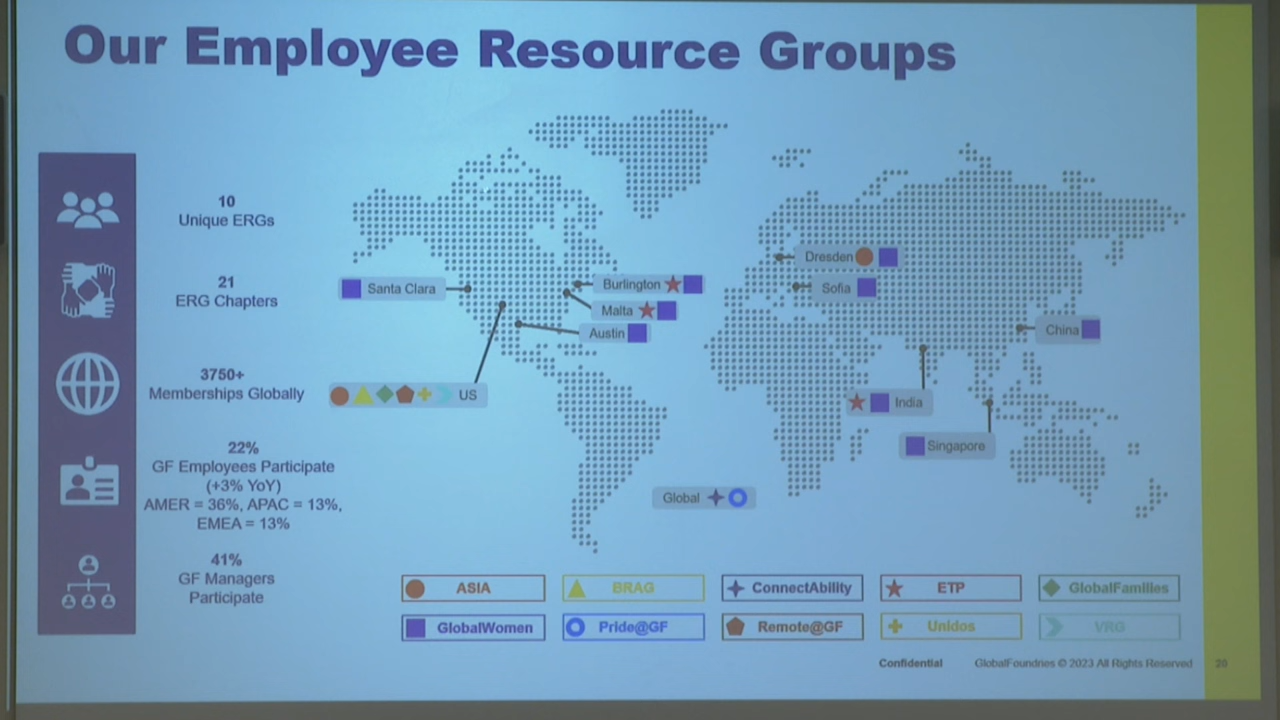 Our Employee Resource Groups
10
Unique ERGs
21
ERG Chapters
3750+
Memberships Globally
22%
GF Employees Participate
(+3% YoY)
AMER = 36%, APAC = 13%,
EMEA = 13%
41%
GF Managers
Participate
Santa Clara
Burlington
Malta
Austin
US
Dresden
Sofia
China
India
Singapore
Global
ASIA
BRAG
ConnectAbility
ETP
GlobalFamilies
GlobalWomen
Pride@GF
Remote@GF
Unidos
VRG
Confidential GlobalFoundries © 2023 All Rights Reserved 20